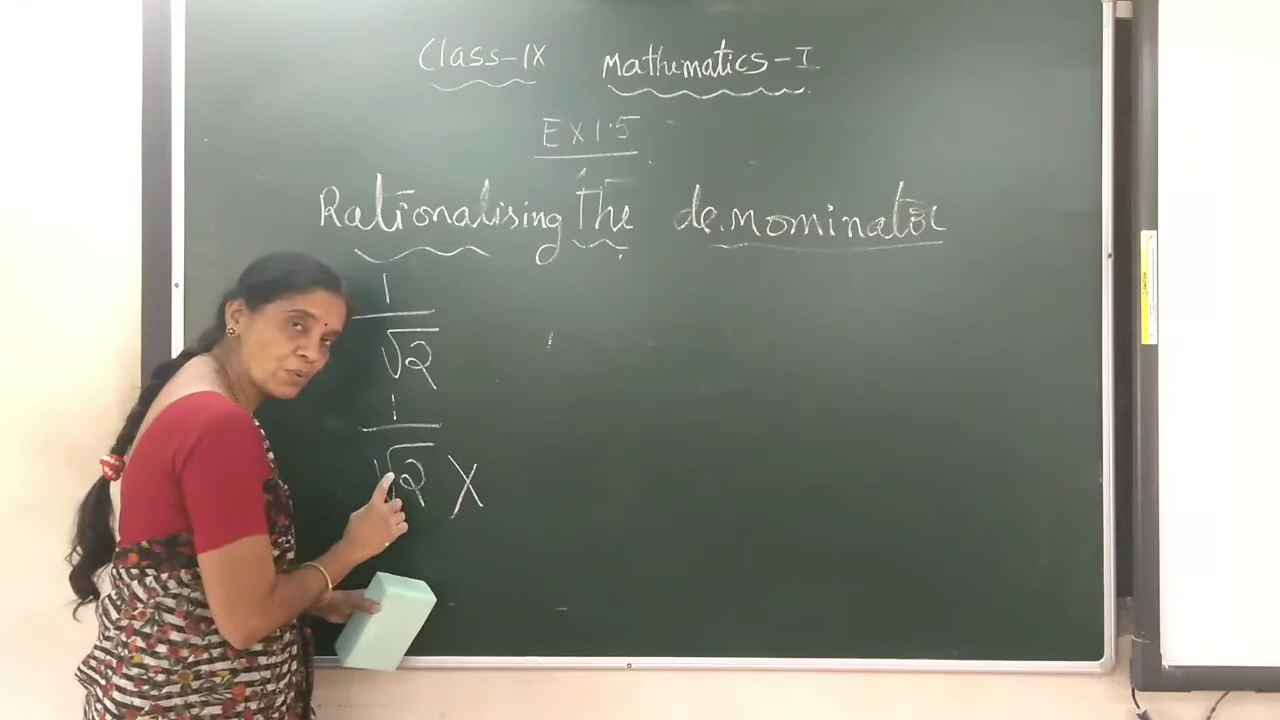 Class-IX Mathematics-I
EX 1.5
Rationalising the denominator
1
√2
1
√2 X